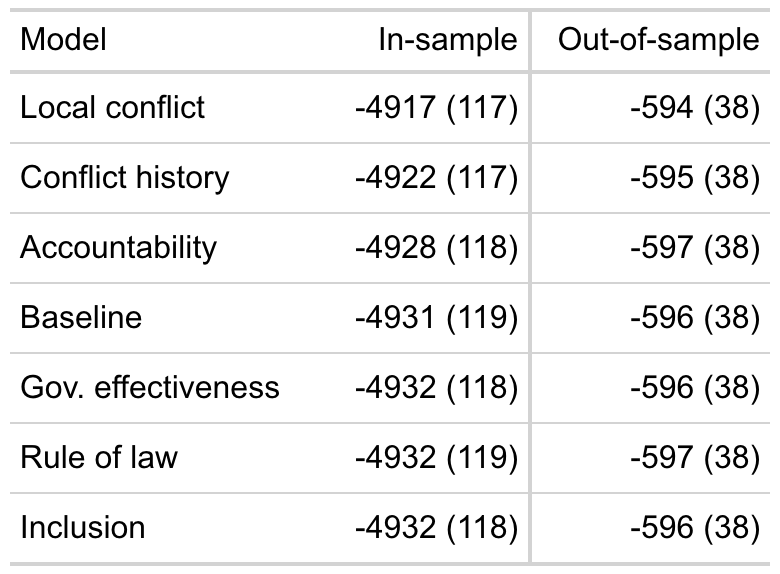 Model In-sample Out-of-sample
Local conflict -4917 (117) -594 (38)
Conflict history -4922 (117) -595 (38)
Accountability -4928 (118) -597 (38)
Baseline -4931 (119) -596 (38)
Gov. effectiveness -4932 (118) -596 (38)
Rule of law -4932 (119) -597 (38)
Inclusion -4932 (118) -596 (38)